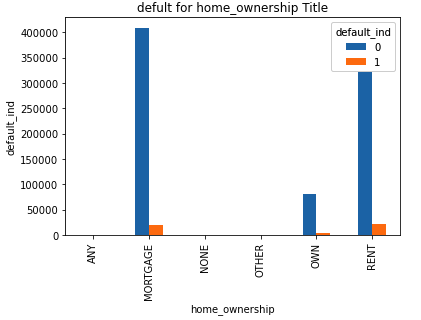 defult for home_ownership Title
default_ind
0
1
400000
350000
300000
250000
200000
150000
100000
50000
0
default_ind
ANY
MORTGAGE
NONE
OTHER
OWN
RENT
home_ownership